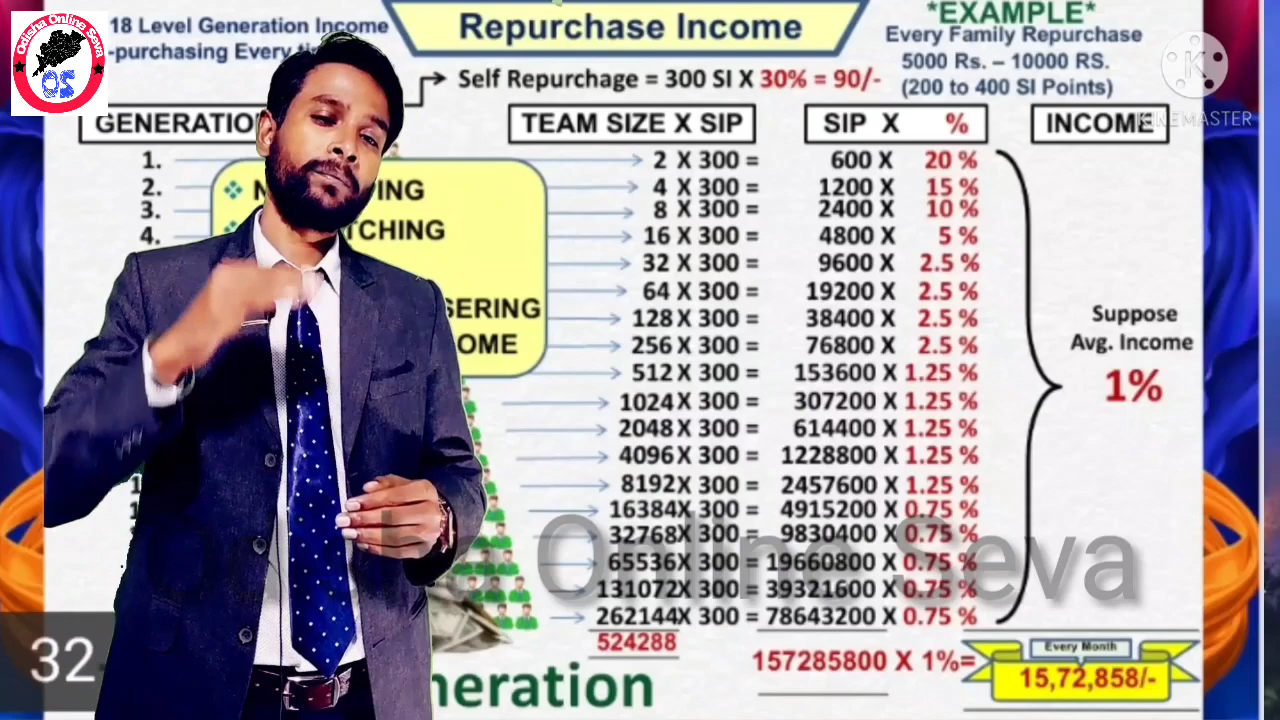 Odisha Online Seva
OS
18 Level Generation Income
-purchasing Every
Repurchase Income
*EXAMPLE*
Every Family Repurchase
5000 Rs. – 10000 RS.
(200 to 400 SI Points)
KINEMASTER
Self Repurchage = 300 SI X 30% = 90/-
TEAM SIZE X SIP
SIP X %
INCOME
1. 2 X 300 = 600 X 20 %
2. 4 X 300 = 1200 X 15 %
3. 8 X 300 = 2400 X 10 %
4. 16 X 300 = 4800 X 5 %
32 X 300 = 9600 X 2.5 %
64 X 300 = 19200 X 2.5 %
128 X 300 = 38400 X 2.5 %
256 X 300 = 76800 X 2.5 %
512 X 300 = 153600 X 1.25 %
1024 X 300 = 307200 X 1.25 %
2048 X 300 = 614400 X 1.25 %
4096 X 300 = 1228800 X 1.25 %
8192 X 300 = 2457600 X 1.25 %
16384 X 300 = 4915200 X 0.75 %
32768 X 300 = 9830400 X 0.75 %
65536 X 300 = 19660800 X 0.75 %
131072 X 300 = 39321600 X 0.75 %
262144 X 300 = 78643200 X 0.75 %
524288
Suppose
Avg. Income
1%
157285800 X 1%=
Every Month
15,72,858/-
Online Seva
32